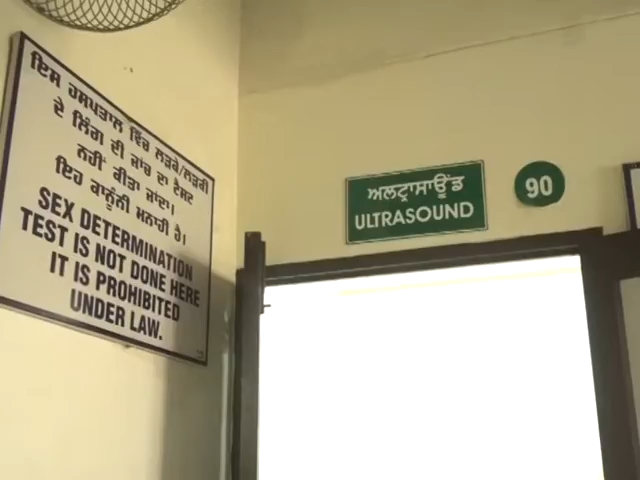 ਇਸ ਹਸਪਤਾਲ ਵਿੱਚ ਲੜਕੇ/ਲੜਕੀ
ਦੇ ਲਿੰਗ ਦੀ ਜਾਂਚ ਦਾ ਟੈਸਟ
ਨਹੀਂ ਕੀਤਾ ਜਾਂਦਾ।
ਇਹ ਕਾਨੂੰਨੀ ਮਨਾਹੀ ਹੈ।
SEX DETERMINATION
TEST IS NOT DONE HERE
IT IS PROHIBITED
UNDER LAW.
ਅਲਟ੍ਰਾਸਾਊਂਡ
ULTRASOUND
90